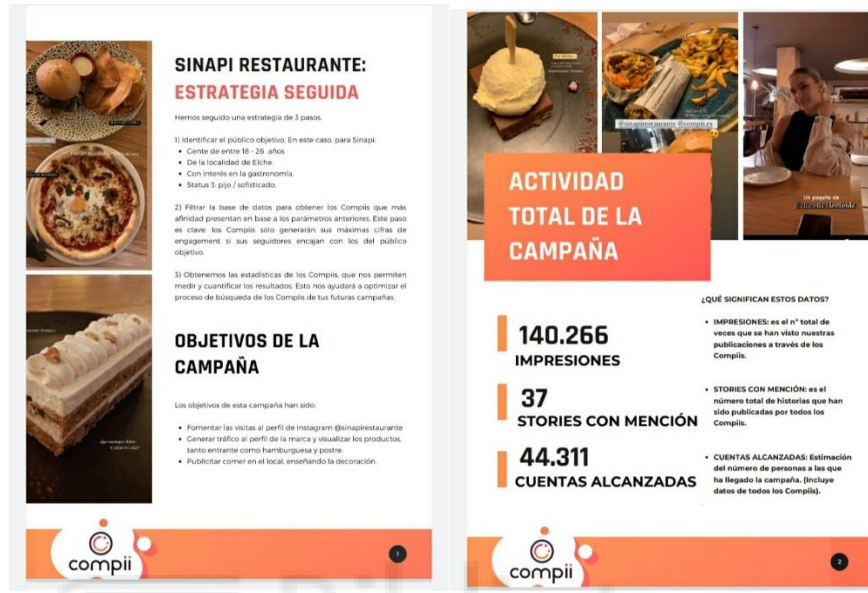 SINAPI RESTAURANTE:
ESTRATEGIA SEGUIDA
Hemos seguido una estrategia de 3 pasos.
1) Identificar el público objetivo. En este caso, para Sinapi:
• Gente de entre 18 - 26 años
• De la localidad de Elche.
• Con interés en la gastronomía.
• Status 3: pijo / sofisticado.
2) Filtrar la base de datos para obtener los Compiis que más
afinidad presentan en base a los parámetros anteriores. Este paso
es clave: los Compiis sólo generarán sus máximas cifras de
engagement si sus seguidores encajan con los del público
objetivo.
3) Obtenemos las estadísticas de los Compiis, que nos permiten
medir y cuantificar los resultados. Esto nos ayudará a optimizar el
proceso de búsqueda de los Compiis de tus futuras campañas.
OBJETIVOS DE LA
CAMPAÑA
Los objetivos de esta campaña han sido:
• Fomentar las visitas al perfil de Instagram @sinapirestaurante
• Generar tráfico al perfil de la marca y visualizar los productos,
tanto entrante como hamburguesa y postre.
• Publicitar comer en el local, enseñando la decoración.
compii
1
@sinapirestaurante @compii.es
Un poquito de
ACTIVIDAD
TOTAL DE LA
CAMPAÑA
140.266
IMPRESIONES
37
STORIES CON MENCIÓN
44.311
CUENTAS ALCANZADAS
¿QUÉ SIGNIFICAN ESTOS DATOS?
• IMPRESIONES: es el nº total de
veces que se han visto nuestras
publicaciones a través de los
Compiis.
• STORIES CON MENCIÓN: es el
número total de historias que han
sido publicadas por todos los
Compiis.
• CUENTAS ALCANZADAS: Estimación
del número de personas a las que
ha llegado la campaña. (Incluye
datos de todos los Compiis).
compii
2